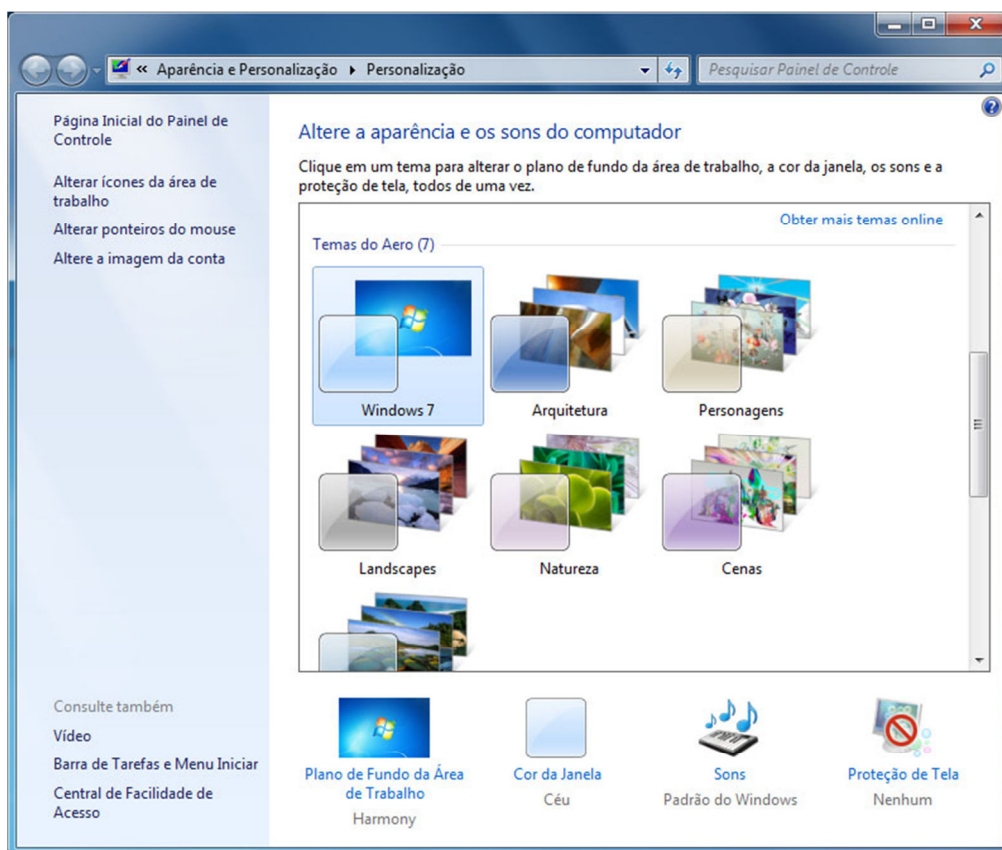 « Aparência e Personalização ▸ Personalização
Pesquisar Painel de Controle
Página Inicial do Painel de
Controle
Alterar ícones da área de
trabalho
Alterar ponteiros do mouse
Altere a imagem da conta
Altere a aparência e os sons do computador
Clique em um tema para alterar o plano de fundo da área de trabalho, a cor da janela, os sons e a
proteção de tela, todos de uma vez.
Obter mais temas online
Temas do Aero (7)
Windows 7
Arquitetura
Personagens
Landscapes
Natureza
Cenas
Plano de Fundo da Área
de Trabalho
Harmony
Cor da Janela
Céu
Sons
Padrão do Windows
Proteção de Tela
Nenhum
Consulte também
Vídeo
Barra de Tarefas e Menu Iniciar
Central de Facilidade de
Acesso